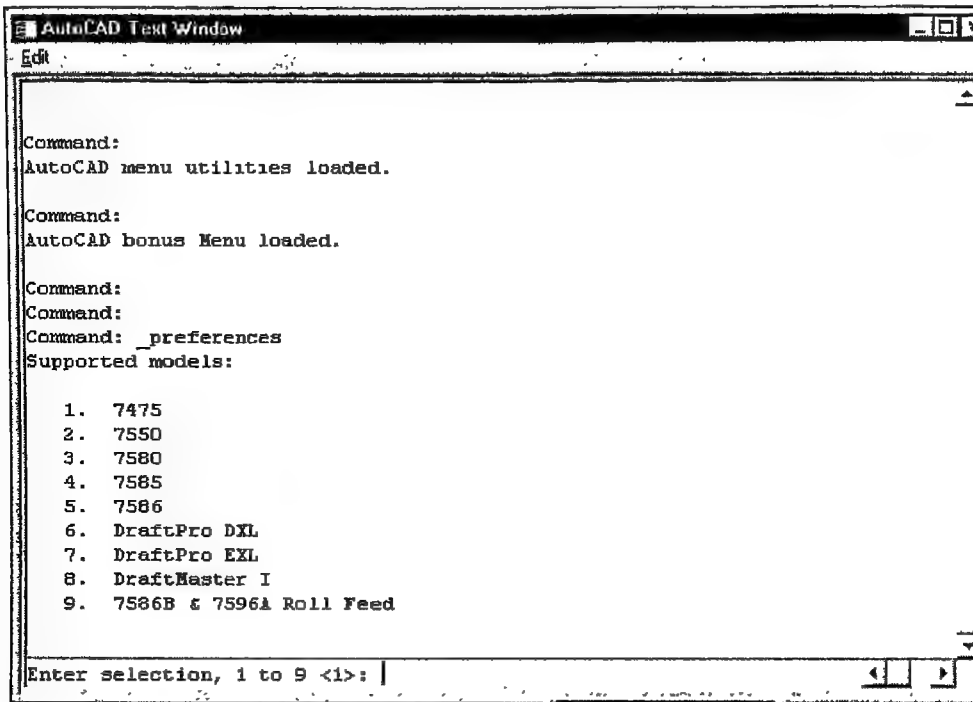 AutoCAD Text Window
Edit
Command:
AutoCAD menu utilities loaded.
Command:
AutoCAD bonus Menu loaded.
Command:
Command:
Command: _preferences
Supported models:
1. 7475
2. 7550
3. 7580
4. 7585
5. 7586
6. DraftPro DXL
7. DraftPro EXL
8. DraftMaster I
9. 7586B & 7596A Roll Feed
Enter selection, 1 to 9 <1>: